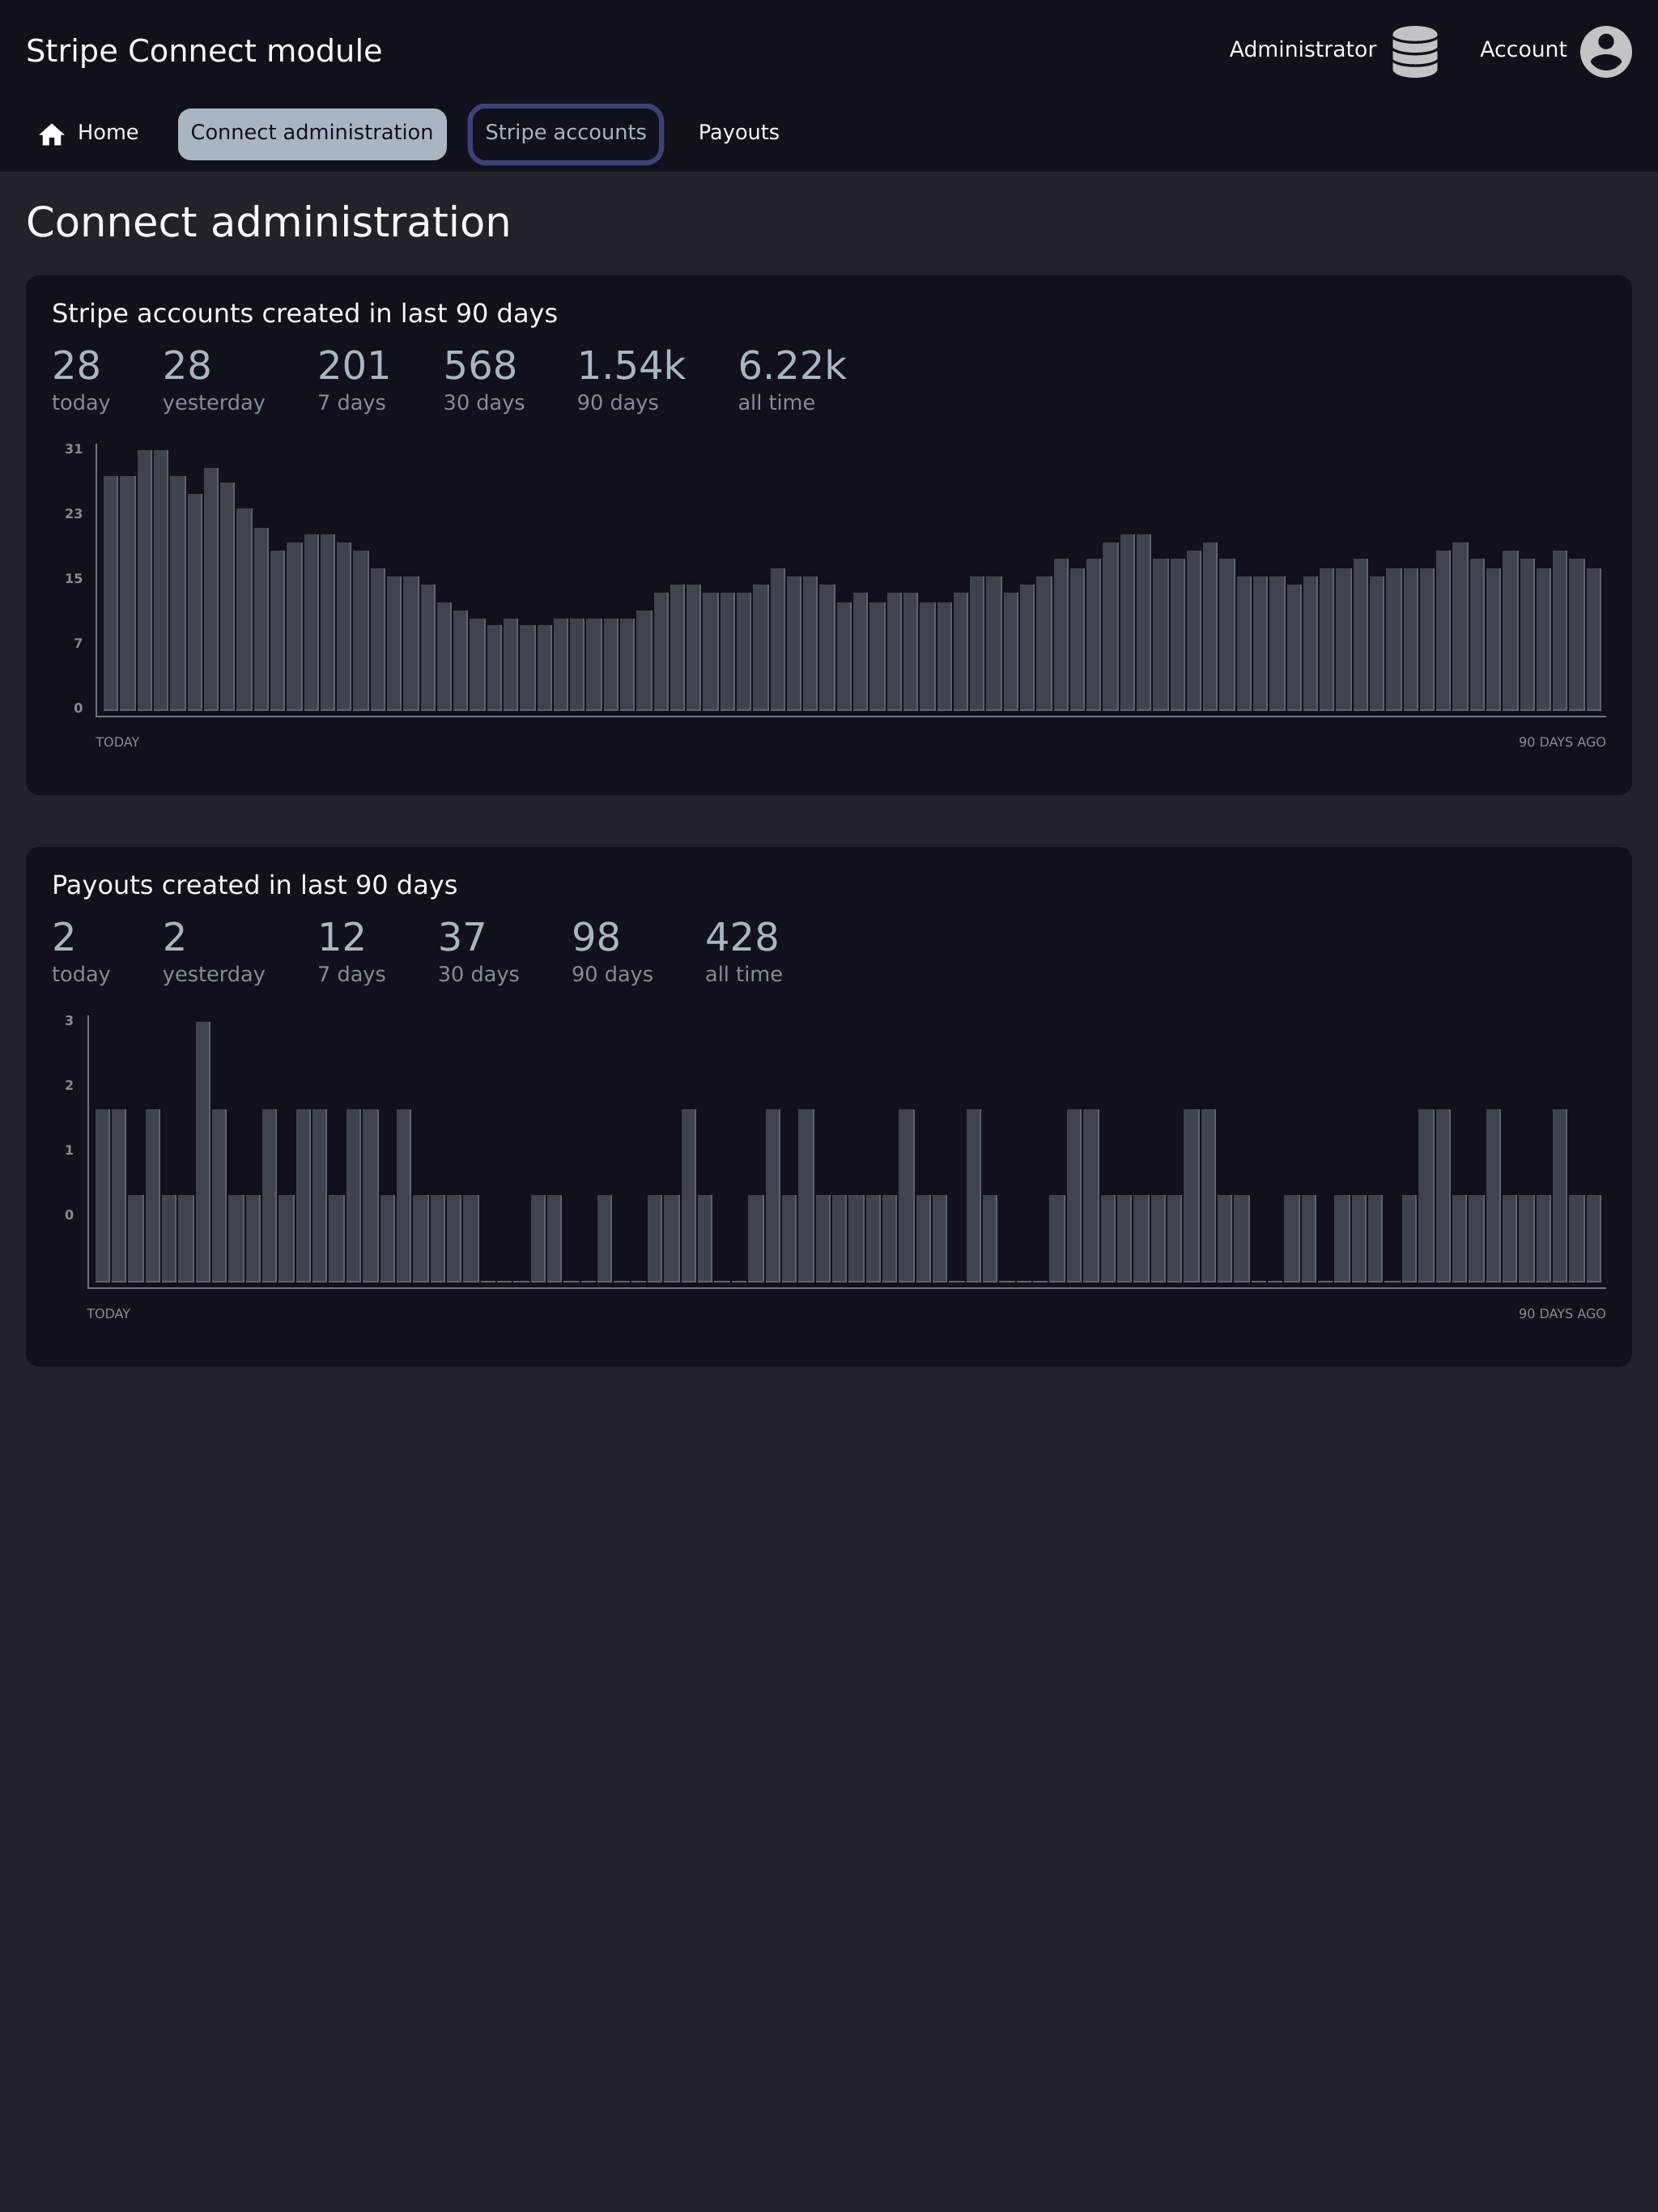 Stripe Connect module
Administrator
Account
Home
Connect administration
Stripe accounts
Payouts
Connect administration
Stripe accounts created in last 90 days
28 28 201 568 1.54k 6.22k
today yesterday 7 days 30 days 90 days all time
31
23
15
7
0
TODAY 90 DAYS AGO
Payouts created in last 90 days
2 2 12 37 98 428
today yesterday 7 days 30 days 90 days all time
3
2
1
0
TODAY 90 DAYS AGO